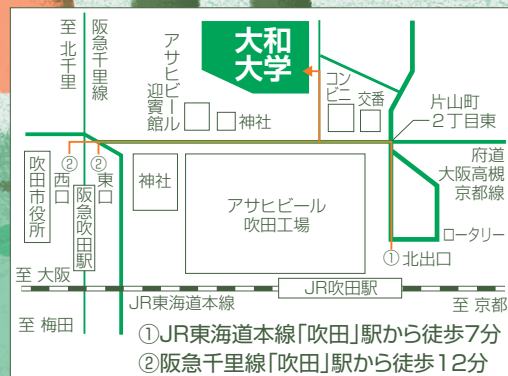 至 北千里
阪急千里線
アサヒビール
迎賓館
神社
大和
大学
コンビニ
交番
片山町
2丁目東
府道
大阪高槻
京都線
ロータリー
①北出口
吹田市役所
②西口
阪急吹田駅
②東口
神社
アサヒビール
吹田工場
至 大阪
JR東海道本線
JR吹田駅
至 京都
至 梅田
①JR東海道本線「吹田」駅から徒歩7分
②阪急千里線「吹田」駅から徒歩12分